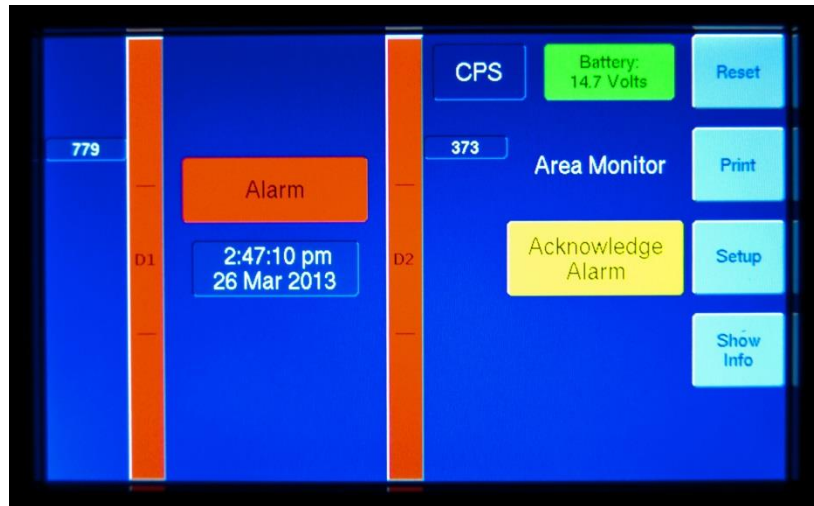 CPS
Battery:
14.7 Volts
Reset
779
373
Area Monitor
Print
Alarm
D1
2:47:10 pm
26 Mar 2013
D2
Acknowledge
Alarm
Setup
Show
Info